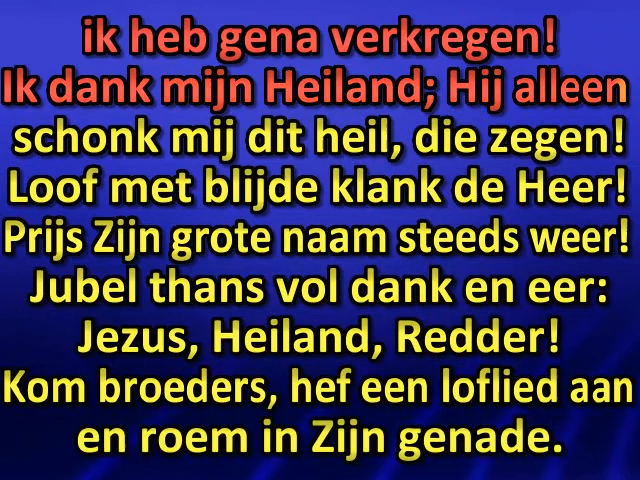 ik heb gena verkregen!
Ik dank mijn Heiland; Hij alleen
schonk mij dit heil, die zegen!
Loof met blijde klank de Heer!
Prijs Zijn grote naam steeds weer!
Jubel thans vol dank en eer:
Jezus, Heiland, Redder!
Kom broeders, hef een loflied aan
en roem in Zijn genade.